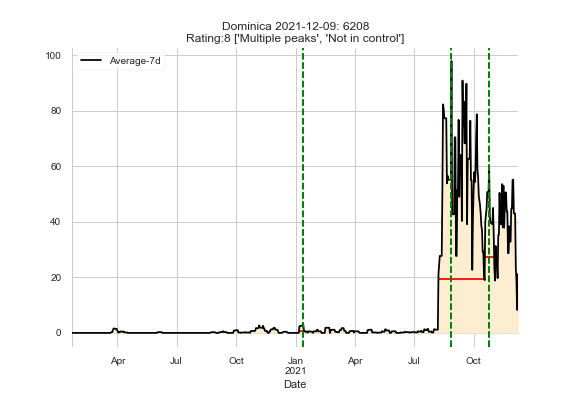 Dominica 2021-12-09: 6208
Rating:8 ['Multiple peaks', 'Not in control']
Average-7d
100
80
60
40
20
0
Apr Jul Oct Jan Apr Jul Oct
2021
Date